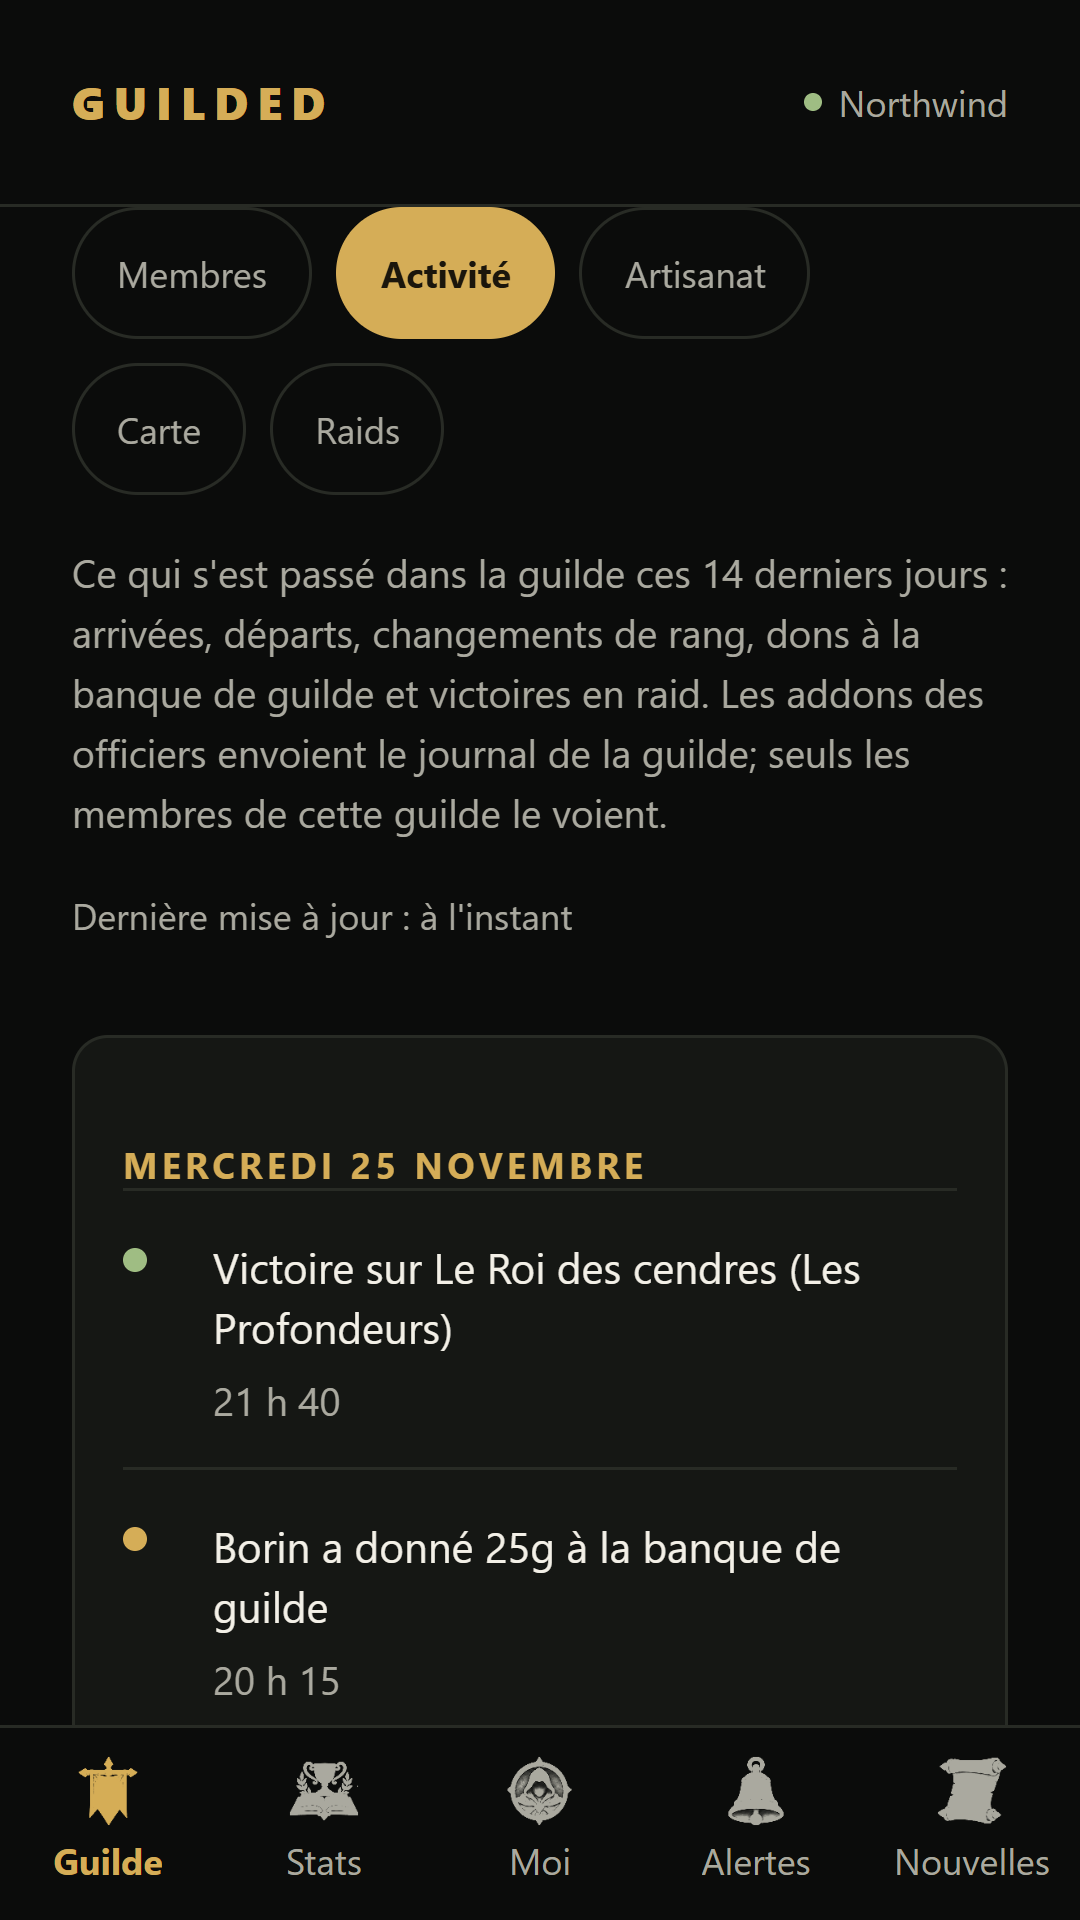 GUILDED
Northwind
Membres
Activité
Artisanat
Carte
Raids
Ce qui s'est passé dans la guilde ces 14 derniers jours :
arrivées, départs, changements de rang, dons à la
banque de guilde et victoires en raid. Les addons des
officiers envoient le journal de la guilde; seuls les
membres de cette guilde le voient.
Dernière mise à jour : à l'instant
MERCREDI 25 NOVEMBRE
Victoire sur Le Roi des cendres (Les
Profondeurs)
21 h 40
Borin a donné 25g à la banque de
guilde
20 h 15
Guilde
Stats
Moi
Alertes
Nouvelles